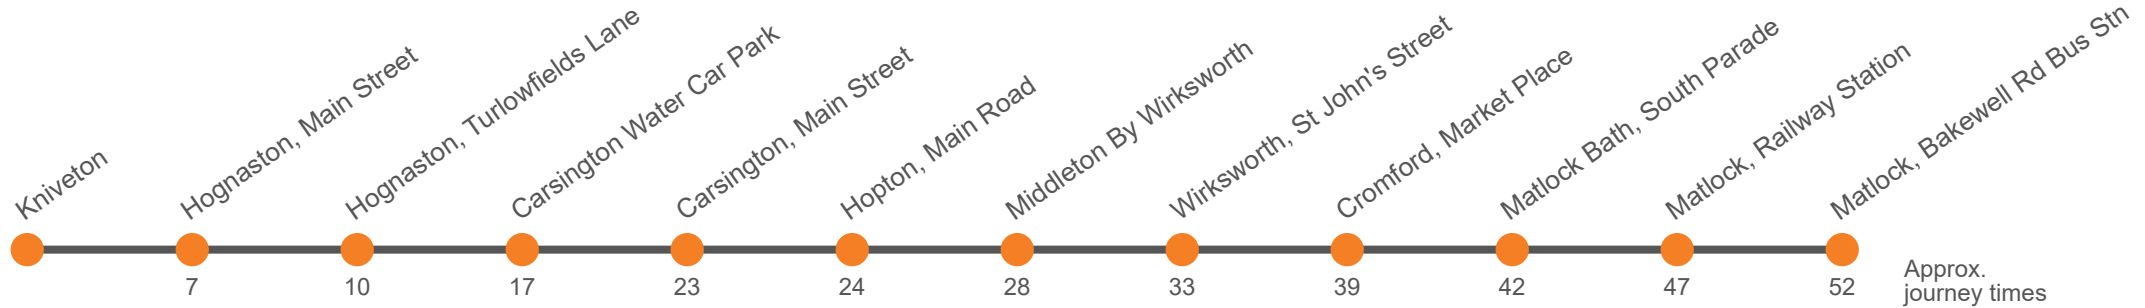 Kniveton
Hognaston, Main Street
Hognaston, Turlowfields Lane
Carsington Water Car Park
Carsington, Main Street
Hopton, Main Road
Middleton By Wirksworth
Wirksworth, St John's Street
Cromford, Market Place
Matlock Bath, South Parade
Matlock, Railway Station
Matlock, Bakewell Rd Bus Stn
7 10 17 23 24 28 33 39 42 47 52
Approx.
journey times